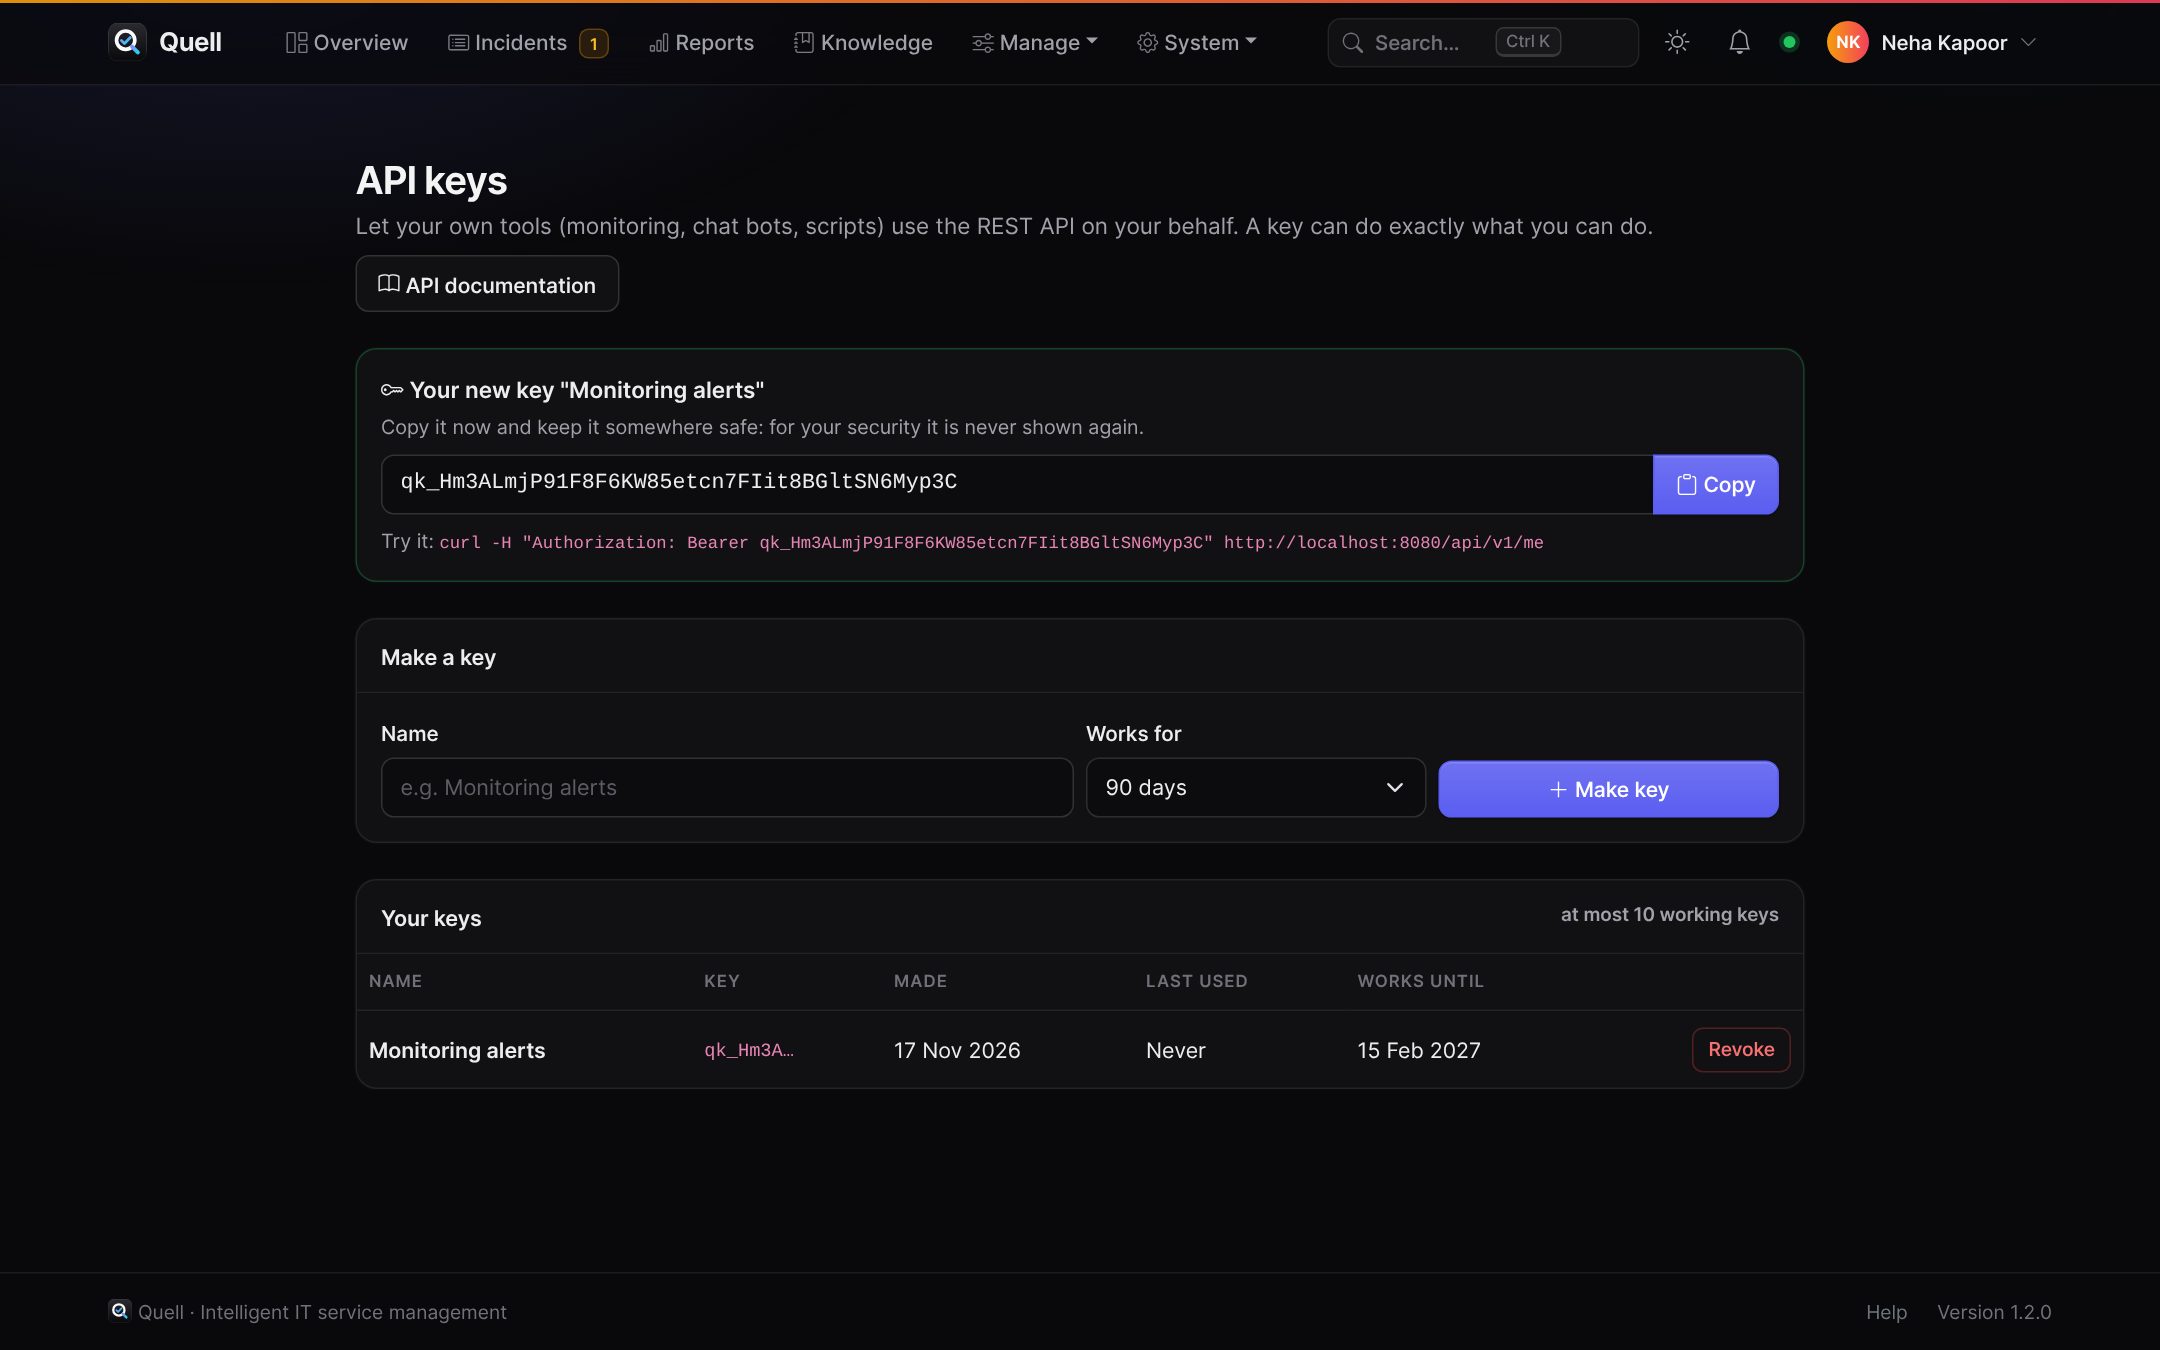 Quell
Overview
Incidents 1
Reports
Knowledge
Manage
System
Search... Ctrl K
NK Neha Kapoor
API keys
Let your own tools (monitoring, chat bots, scripts) use the REST API on your behalf. A key can do exactly what you can do.
API documentation
Your new key "Monitoring alerts"
Copy it now and keep it somewhere safe: for your security it is never shown again.
qk_Hm3ALmjP91F8F6KW85etcn7FIit8BGltSN6Myp3C
Copy
Try it: curl -H "Authorization: Bearer qk_Hm3ALmjP91F8F6KW85etcn7FIit8BGltSN6Myp3C" http://localhost:8080/api/v1/me
Make a key
Name
Works for
e.g. Monitoring alerts
90 days
+ Make key
Your keys
at most 10 working keys
NAME KEY MADE LAST USED WORKS UNTIL
Monitoring alerts qk_Hm3A… 17 Nov 2026 Never 15 Feb 2027 Revoke
Quell · Intelligent IT service management
Help Version 1.2.0